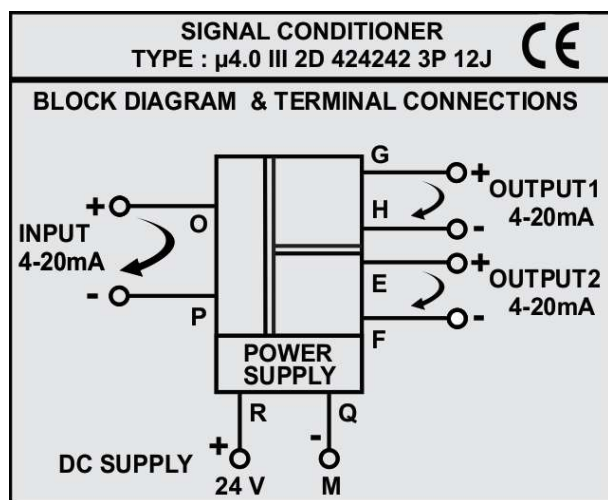 SIGNAL CONDITIONER
TYPE : µ4.0 III 2D 424242 3P 12J
CE
BLOCK DIAGRAM & TERMINAL CONNECTIONS
G
+
O
+
OUTPUT1
4-20mA
H
-
INPUT
4-20mA
-
P
E
+
OUTPUT2
4-20mA
F
-
POWER
SUPPLY
R
Q
+
-
DC SUPPLY
24 V
M